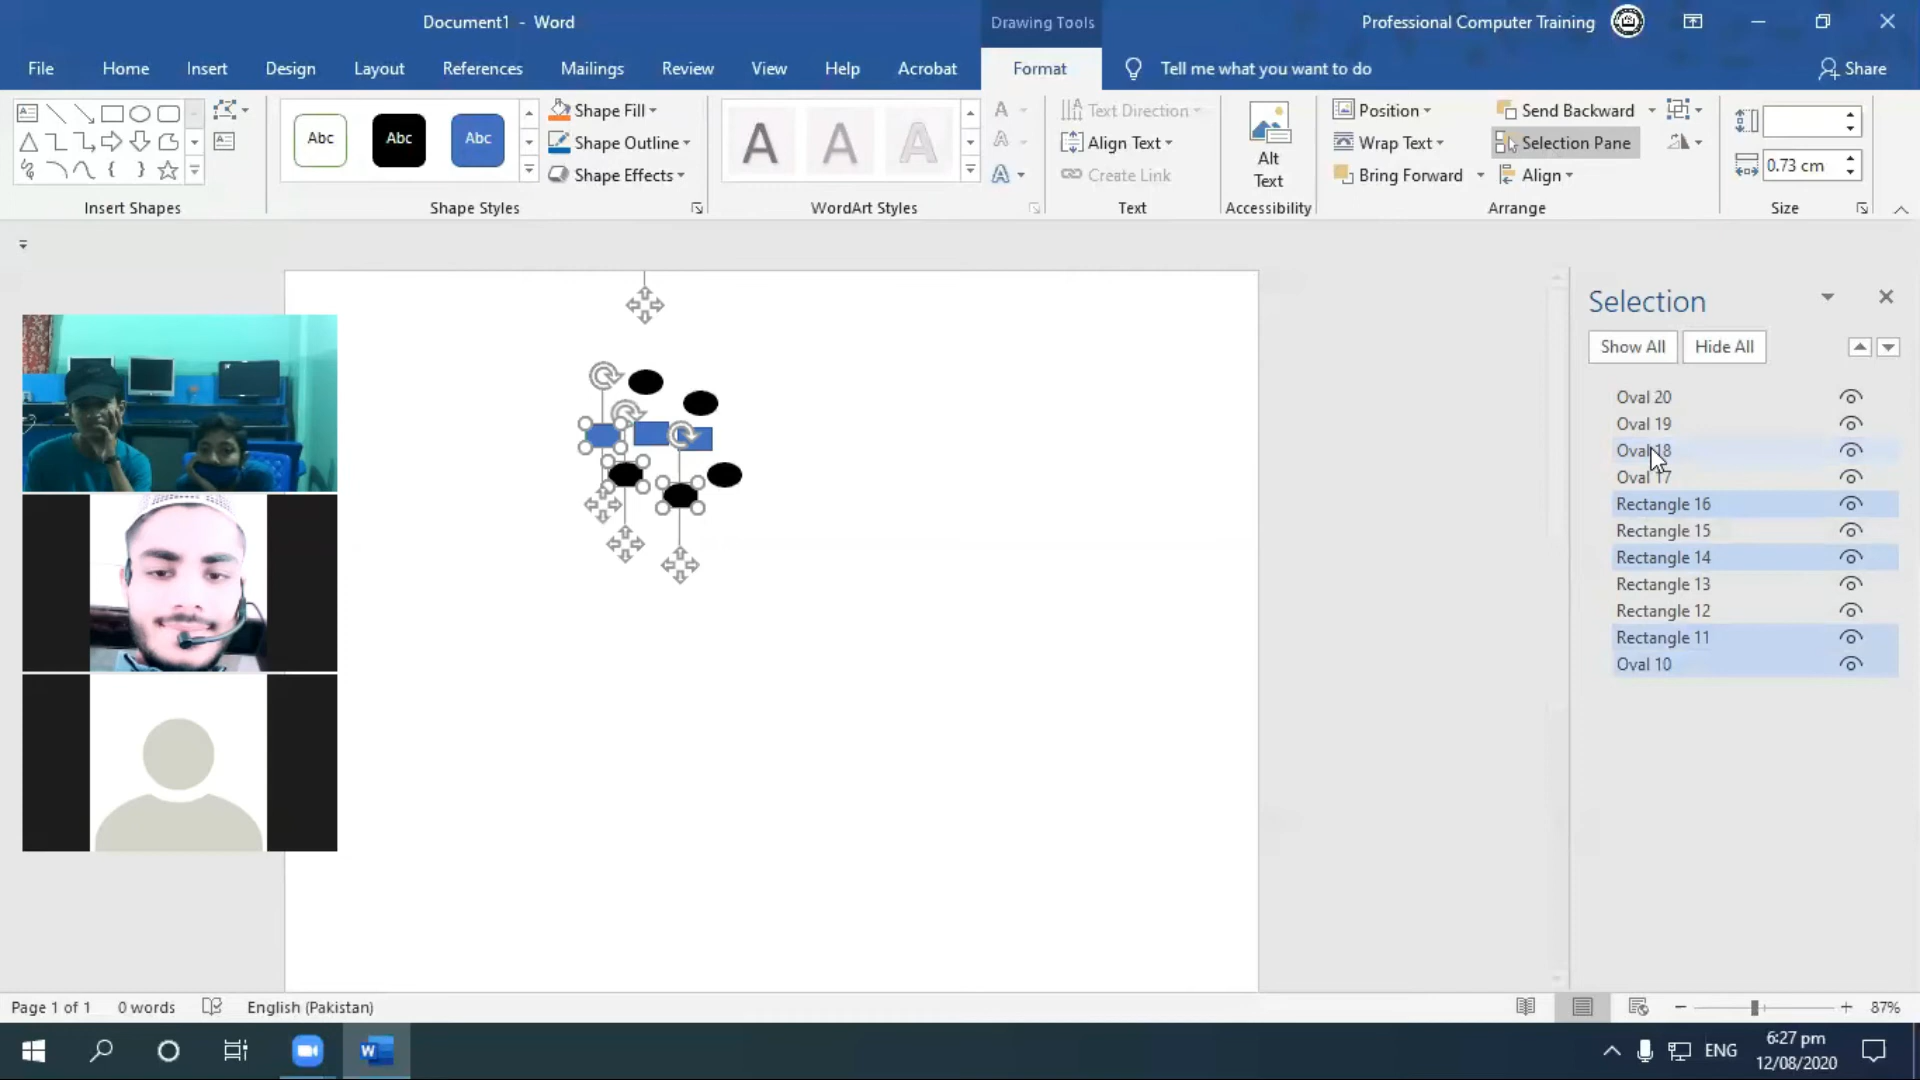 Document1 - Word
Drawing Tools
Professional Computer Training
File
Home
Insert
Design
Layout
References
Mailings
Review
View
Help
Acrobat
Format
Tell me what you want to do
Share
Abc
Abc
Abc
Shape Fill
Shape Outline
Shape Effects
A
A
A
A
A
A
Text Direction
Align Text
Create Link
Alt
Text
Position
Wrap Text
Bring Forward
Send Backward
Selection Pane
Align
0.73 cm
Insert Shapes
Shape Styles
WordArt Styles
Text
Accessibility
Arrange
Size
Selection
Show All
Hide All
Oval 20
Oval 19
Oval 18
Oval 17
Rectangle 16
Rectangle 15
Rectangle 14
Rectangle 13
Rectangle 12
Rectangle 11
Oval 10
Page 1 of 1
0 words
English (Pakistan)
87%
W
ENG
6:27 pm
12/08/2020